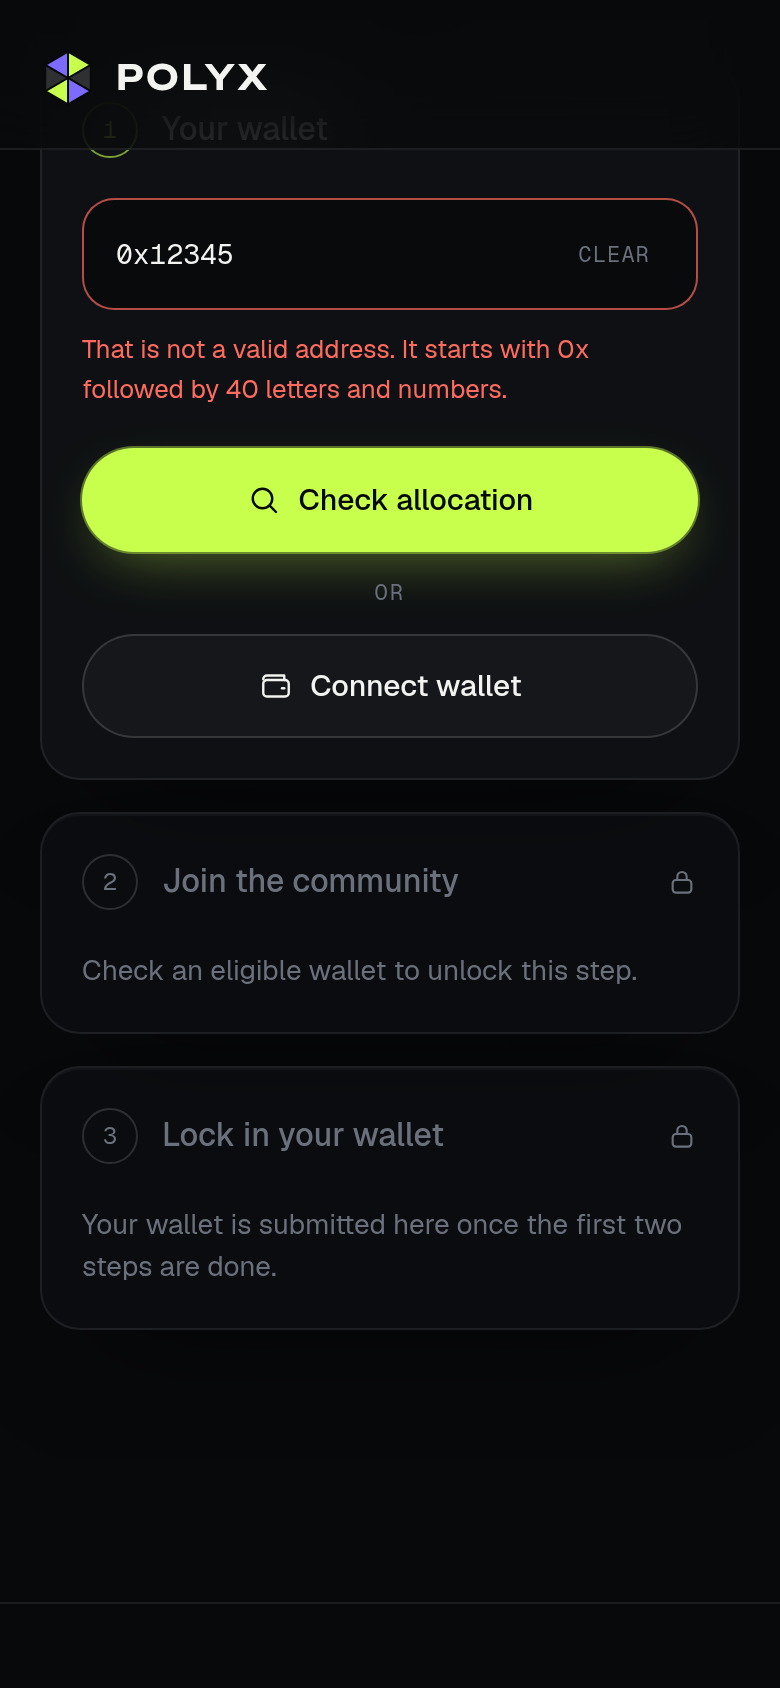 POLYX
1 Your wallet
0x12345 CLEAR
That is not a valid address. It starts with 0x
followed by 40 letters and numbers.
Check allocation
OR
Connect wallet
2 Join the community
Check an eligible wallet to unlock this step.
3 Lock in your wallet
Your wallet is submitted here once the first two
steps are done.